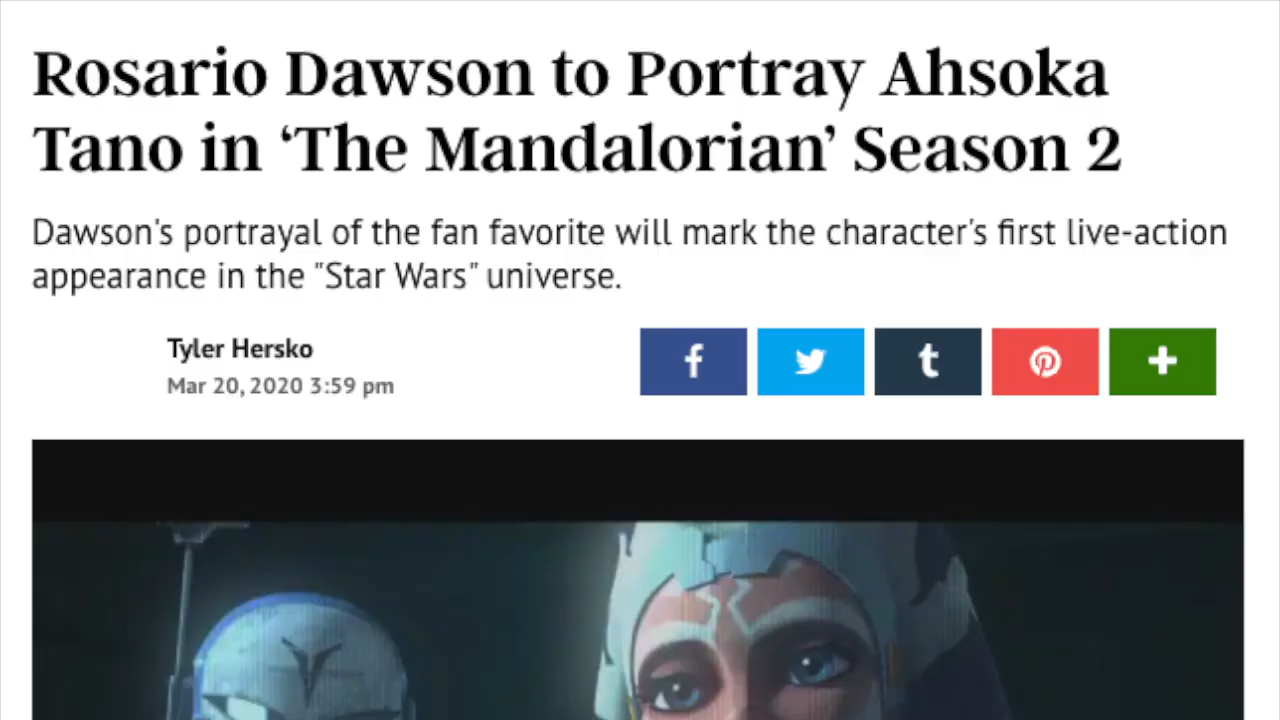 Rosario Dawson to Portray Ahsoka
Tano in ‘The Mandalorian’ Season 2
Dawson's portrayal of the fan favorite will mark the character's first live-action
appearance in the "Star Wars" universe.
Tyler Hersko
Mar 20, 2020 3:59 pm